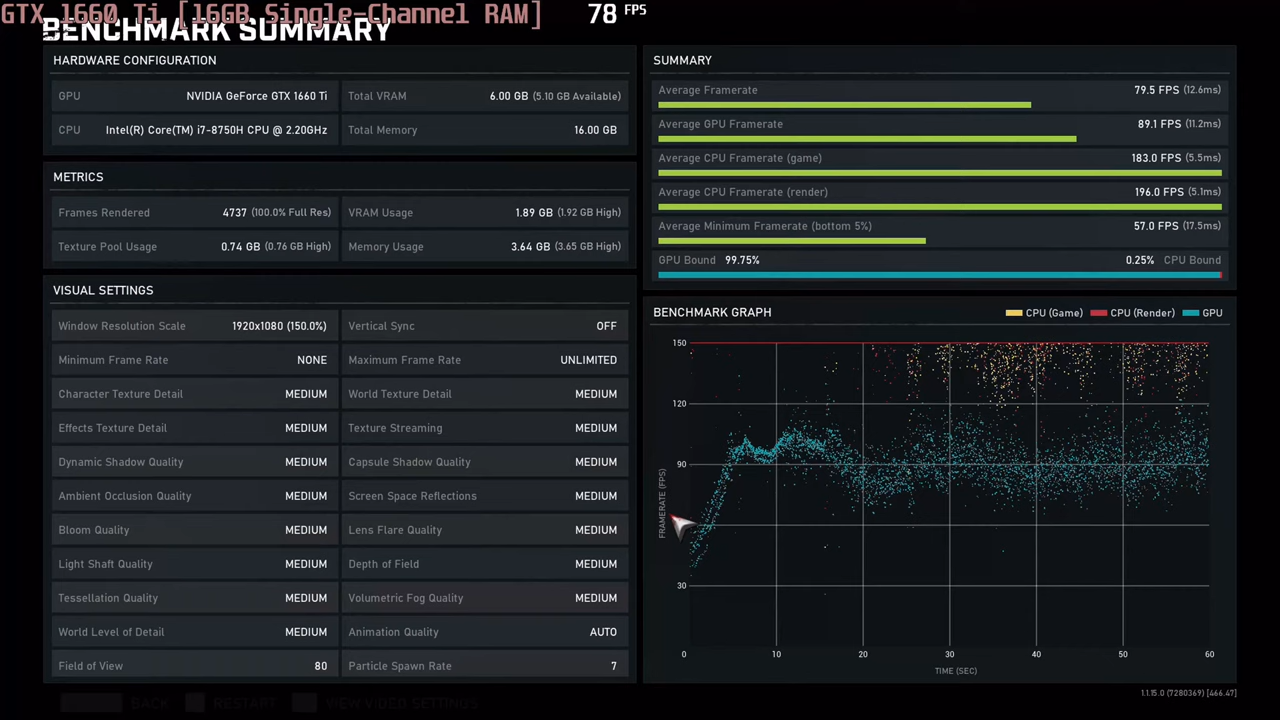 GTX 1660 Ti [16GB Single-Channel RAM] 78 FPS
BENCHMARK SUMMARY
HARDWARE CONFIGURATION
GPU NVIDIA GeForce GTX 1660 Ti Total VRAM 6.00 GB (5.10 GB Available)
CPU Intel(R) Core(TM) i7-8750H CPU @ 2.20GHz Total Memory 16.00 GB
METRICS
Frames Rendered 4737 (100.0% Full Res) VRAM Usage 1.89 GB (1.92 GB High)
Texture Pool Usage 0.74 GB (0.76 GB High) Memory Usage 3.64 GB (3.65 GB High)
VISUAL SETTINGS
Window Resolution Scale 1920x1080 (150.0%) Vertical Sync OFF
Minimum Frame Rate NONE Maximum Frame Rate UNLIMITED
Character Texture Detail MEDIUM World Texture Detail MEDIUM
Effects Texture Detail MEDIUM Texture Streaming MEDIUM
Dynamic Shadow Quality MEDIUM Capsule Shadow Quality MEDIUM
Ambient Occlusion Quality MEDIUM Screen Space Reflections MEDIUM
Bloom Quality MEDIUM Lens Flare Quality MEDIUM
Light Shaft Quality MEDIUM Depth of Field MEDIUM
Tessellation Quality MEDIUM Volumetric Fog Quality MEDIUM
World Level of Detail MEDIUM Animation Quality AUTO
Field of View 80 Particle Spawn Rate 7
BACK RESTART VIEW VIDEO SETTINGS
SUMMARY
Average Framerate 79.5 FPS (12.6ms)
Average GPU Framerate 89.1 FPS (11.2ms)
Average CPU Framerate (game) 183.0 FPS (5.5ms)
Average CPU Framerate (render) 196.0 FPS (5.1ms)
Average Minimum Framerate (bottom 5%) 57.0 FPS (17.5ms)
GPU Bound 99.75% 0.25% CPU Bound
BENCHMARK GRAPH CPU (Game) CPU (Render) GPU
150
120
90
30
FRAMERATE (FPS)
0 10 20 30 40 50 60
TIME (SEC)
1.1.15.0 (7280369) [466.47]